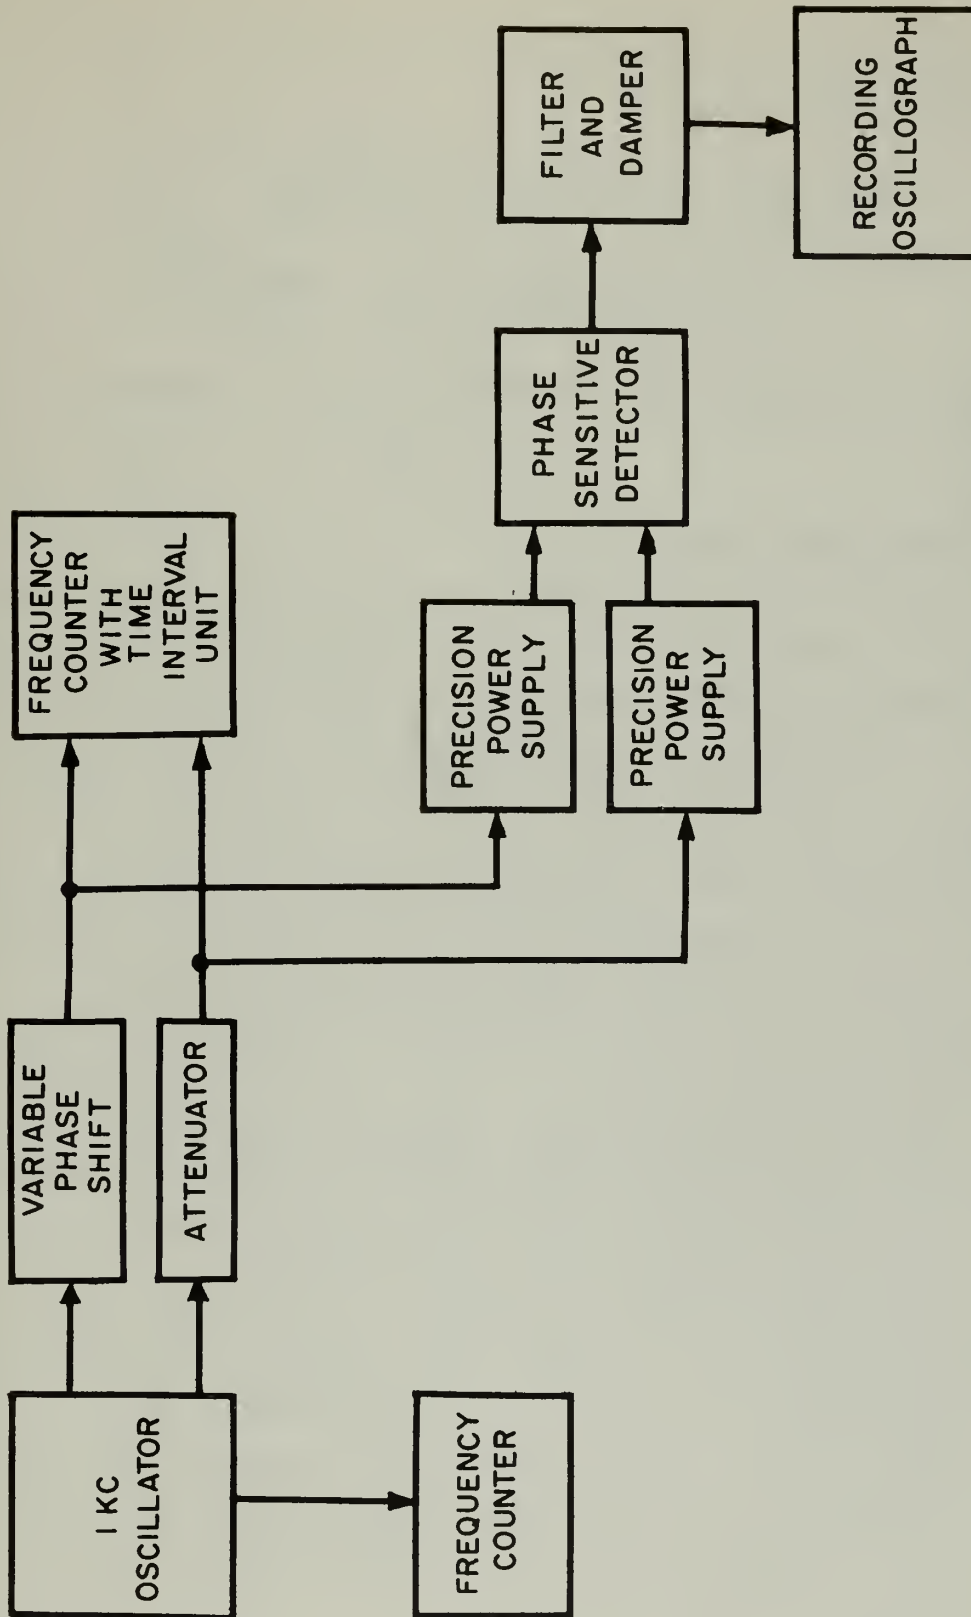 1 KC
OSCILLATOR
FREQUENCY
COUNTER
VARIABLE
PHASE
SHIFT
ATTENUATOR
FREQUENCY
COUNTER
WITH
TIME
INTERVAL
UNIT
PRECISION
POWER
SUPPLY
PRECISION
POWER
SUPPLY
PHASE
SENSITIVE
DETECTOR
FILTER
AND
DAMPER
RECORDING
OSCILLOGRAPH